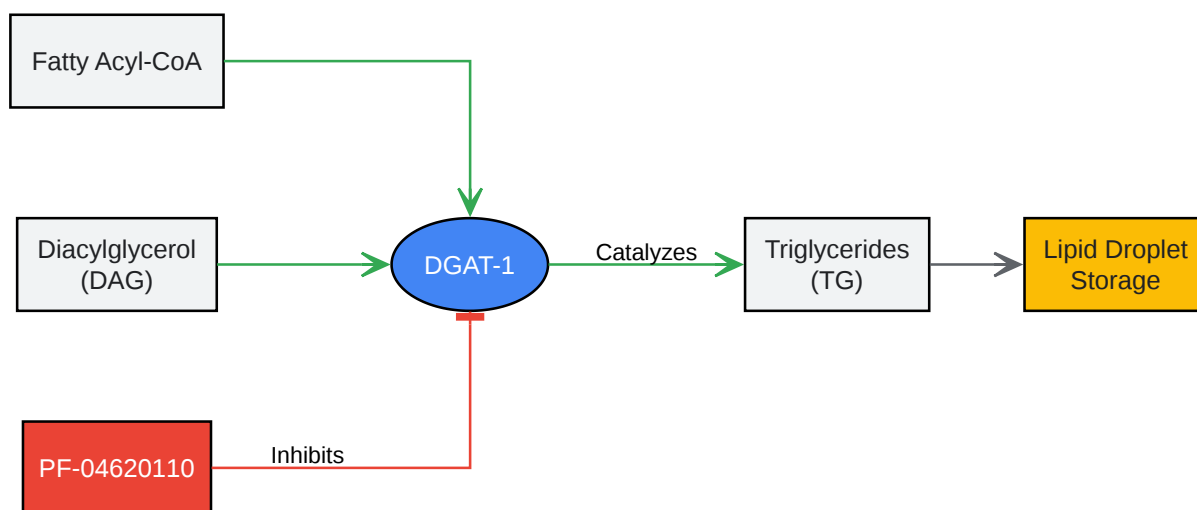 Fatty Acyl-CoA
Diacylglycerol
(DAG)
DGAT-1
Catalyzes
Triglycerides
(TG)
Lipid Droplet
Storage
PF-04620110
Inhibits